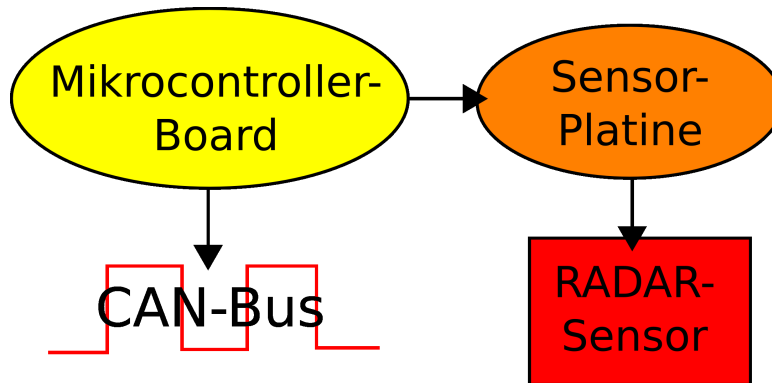 Mikrocontroller-
Board
Sensor-
Platine
CAN-Bus
RADAR-
Sensor